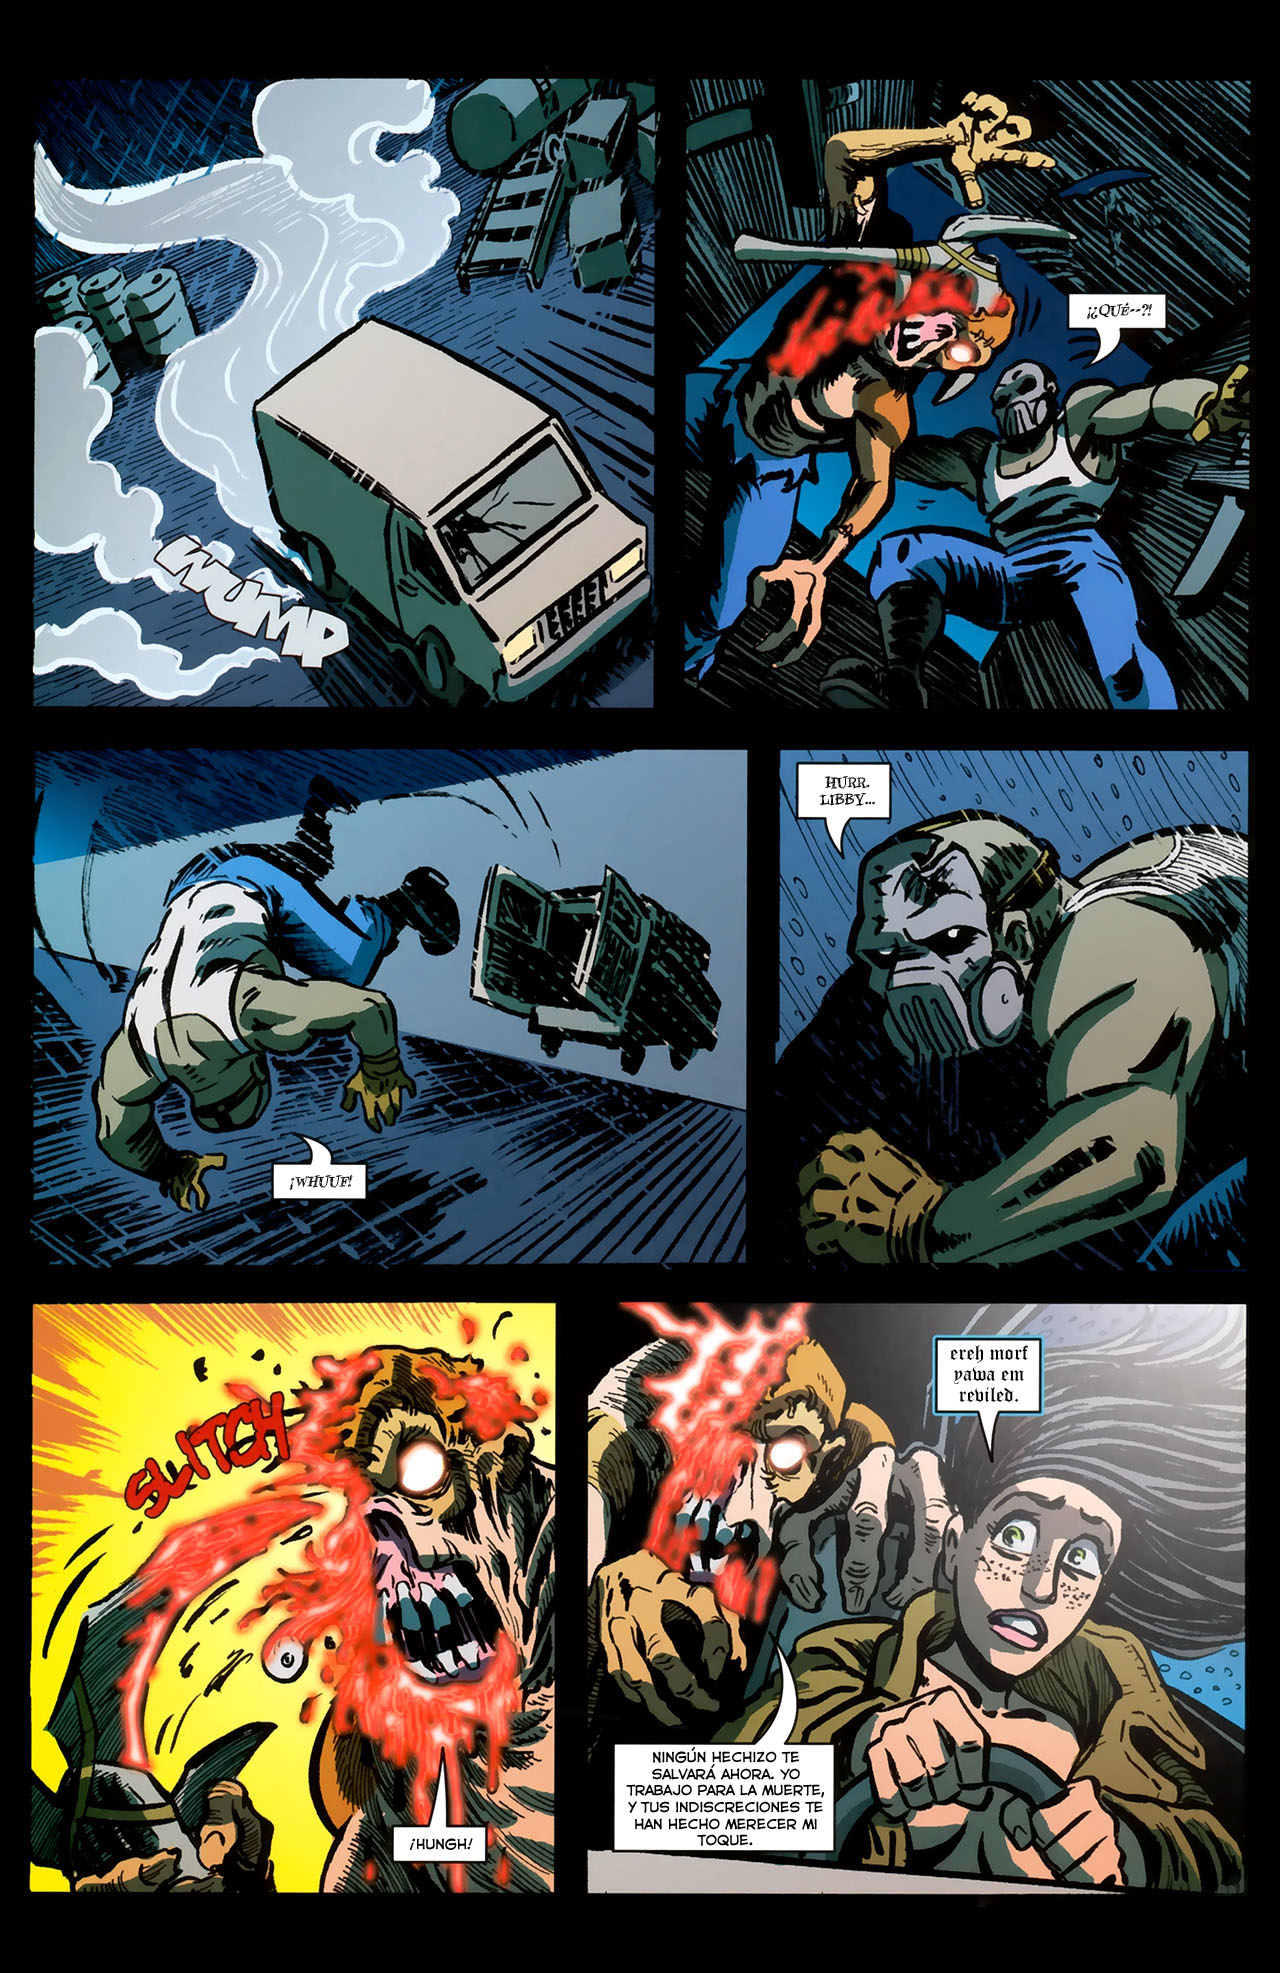 WUMP
¡¿QUÉ--?!
¡WHUUF!
HURR.
LIBBY...
SLITCH
¡HUNGH!
ereh morf
yawa em
reviled.
NINGÚN HECHIZO TE
SALVARÁ AHORA. YO
TRABAJO PARA LA MUERTE,
Y TUS INDISCRECIONES TE
HAN HECHO MERECER MI
TOQUE.